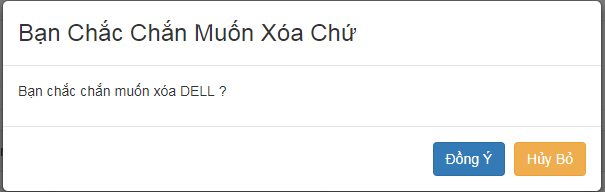 Bạn Chắc Chắn Muốn Xóa Chứ
Bạn chắc chắn muốn xóa DELL ?
Đồng Ý
Hủy Bỏ